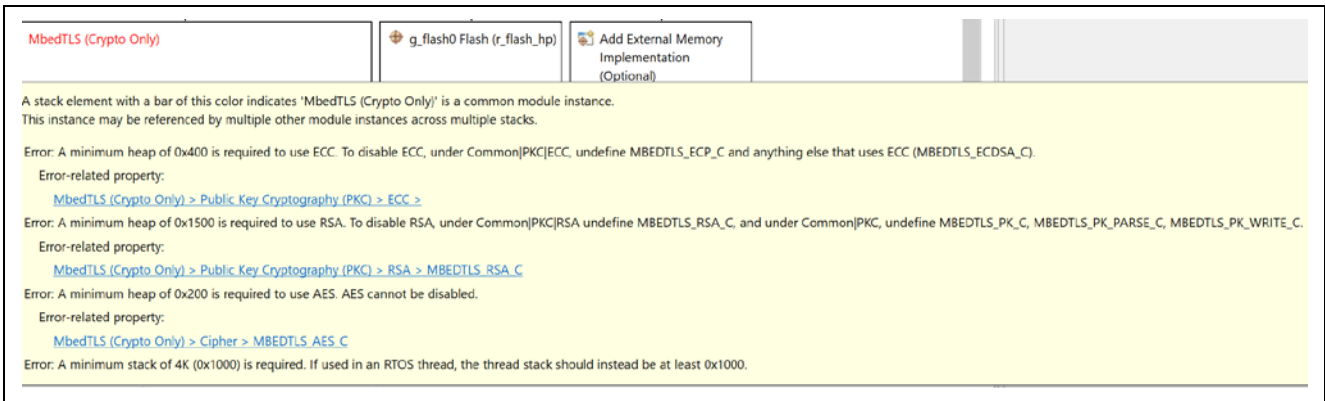 MbedTLS (Crypto Only)
g_flash0 Flash (r_flash_hp)
Add External Memory
Implementation
(Optional)
A stack element with a bar of this color indicates 'MbedTLS (Crypto Only)' is a common module instance.
This instance may be referenced by multiple other module instances across multiple stacks.
Error: A minimum heap of 0x400 is required to use ECC. To disable ECC, under Common|PKC|ECC, undefine MBEDTLS_ECP_C and anything else that uses ECC (MBEDTLS_ECDSA_C).
Error-related property:
MbedTLS (Crypto Only) > Public Key Cryptography (PKC) > ECC >
Error: A minimum heap of 0x1500 is required to use RSA. To disable RSA, under Common|PKC|RSA undefine MBEDTLS_RSA_C, and under Common|PKC, undefine MBEDTLS_PK_C, MBEDTLS_PK_PARSE_C, MBEDTLS_PK_WRITE_C.
Error-related property:
MbedTLS (Crypto Only) > Public Key Cryptography (PKC) > RSA > MBEDTLS_RSA_C
Error: A minimum heap of 0x200 is required to use AES. AES cannot be disabled.
Error-related property:
MbedTLS (Crypto Only) > Cipher > MBEDTLS_AES_C
Error: A minimum stack of 4K (0x1000) is required. If used in an RTOS thread, the thread stack should instead be at least 0x1000.